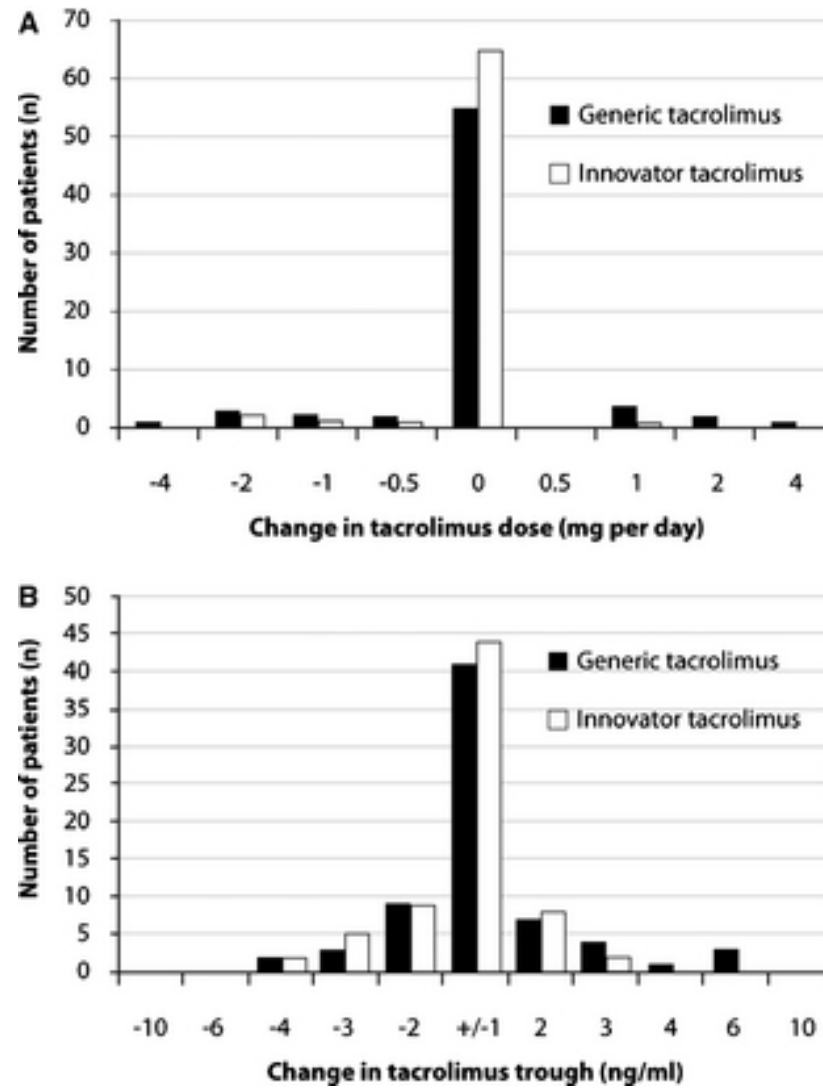 A
70
60
50
40
30
20
10
0
Number of patients (n)
Generic tacrolimus
Innovator tacrolimus
-4 -2 -1 -0.5 0 0.5 1 2 4
Change in tacrolimus dose (mg per day)
B
50
45
40
35
30
25
20
15
10
5
0
Number of patients (n)
Generic tacrolimus
Innovator tacrolimus
-10 -6 -4 -3 -2 +/-1 2 3 4 6 10
Change in tacrolimus trough (ng/ml)